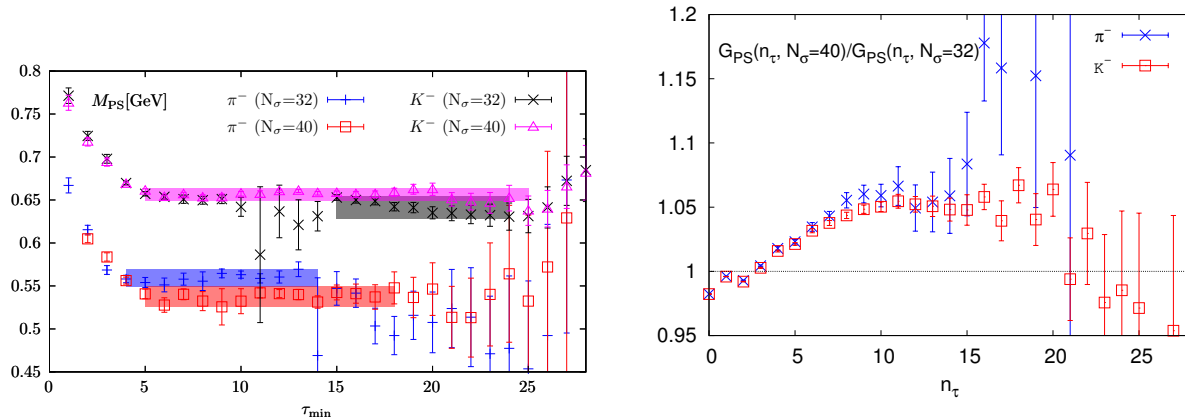 M_PS[GeV]
π⁻ (N_σ=32)
K⁻ (N_σ=32)
π⁻ (N_σ=40)
K⁻ (N_σ=40)
0.8
0.75
0.7
0.65
0.6
0.55
0.5
0.45
0 5 10 15 20 25
τ_min
G_PS(n_τ, N_σ=40)/G_PS(n_τ, N_σ=32)
π⁻
K⁻
1.2
1.15
1.1
1.05
1
0.95
0 5 10 15 20 25
n_τ